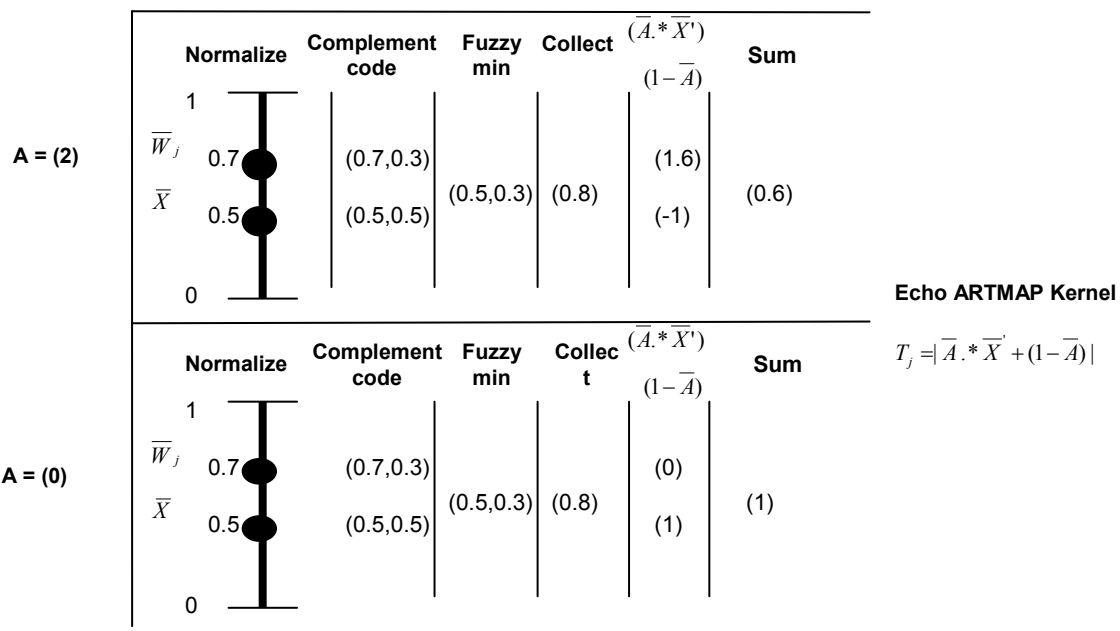 Normalize Complement code Fuzzy min Collect (A̅.* X̅') (1− A̅) Sum
1
A = (2)
W̅ j 0.7 (0.7,0.3) (1.6)
(0.5,0.3) (0.8) (0.6)
X̅ 0.5 (0.5,0.5) (-1)
0
Echo ARTMAP Kernel
T j =| A̅ .* X̅ ' + (1− A̅) |
Normalize Complement code Fuzzy min Collec t (A̅.* X̅') (1− A̅) Sum
1
A = (0)
W̅ j 0.7 (0.7,0.3) (0)
(0.5,0.3) (0.8) (1)
X̅ 0.5 (0.5,0.5) (1)
0